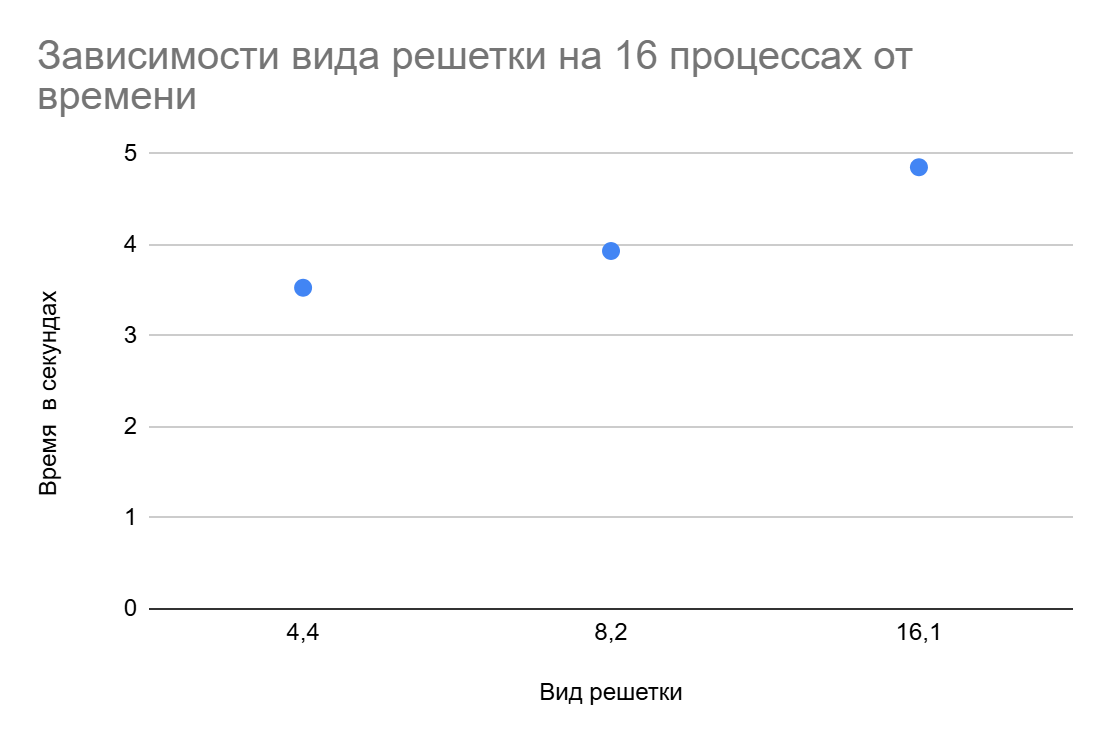 Зависимости вида решетки на 16 процессах от
времени
5
4
3
2
1
0
Время в секундах
4,4
8,2
16,1
Вид решетки